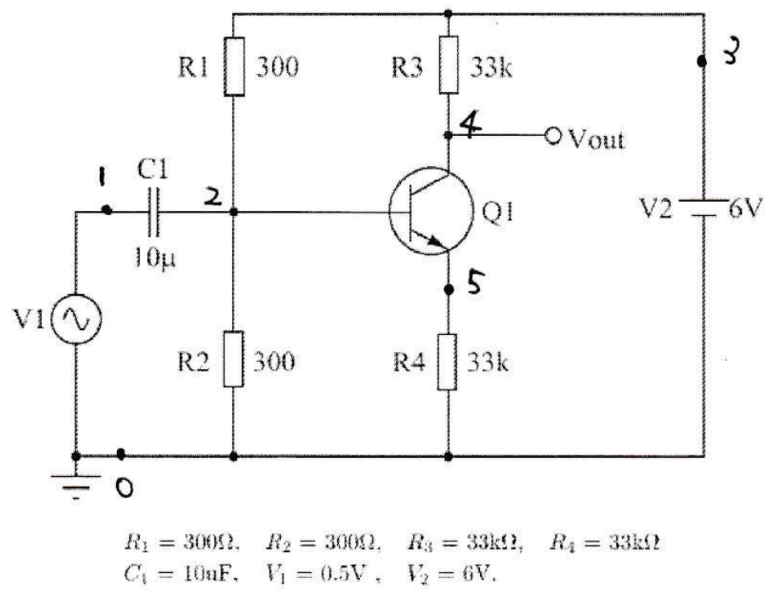 3
R1 300 R3 33k
4
Vout
1 C1
2
Q1
V2 6V
10µ
5
V1
R2 300 R4 33k
0
R₁ = 300Ω, R₂ = 300Ω, R₃ = 33kΩ, R₄ = 33kΩ
C₁ = 10uF, V₁ = 0.5V , V₂ = 6V.